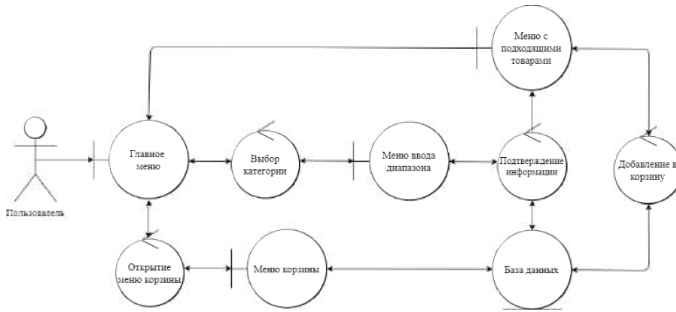 Меню с
подходящими
товарами
Главное
меню
Выбор
категории
Меню ввода
диапазона
Подтверждение
информации
Добавление в
корзину
Пользователь
Открытие
меню корзины
Меню корзины
База данных